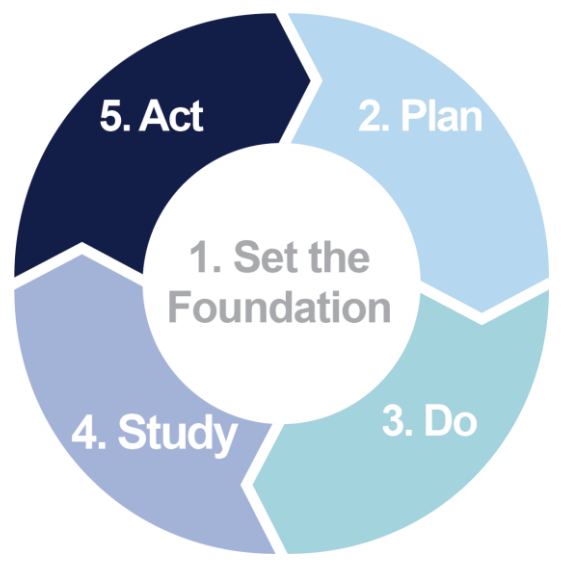 1. Set the
Foundation
2. Plan
3. Do
4. Study
5. Act